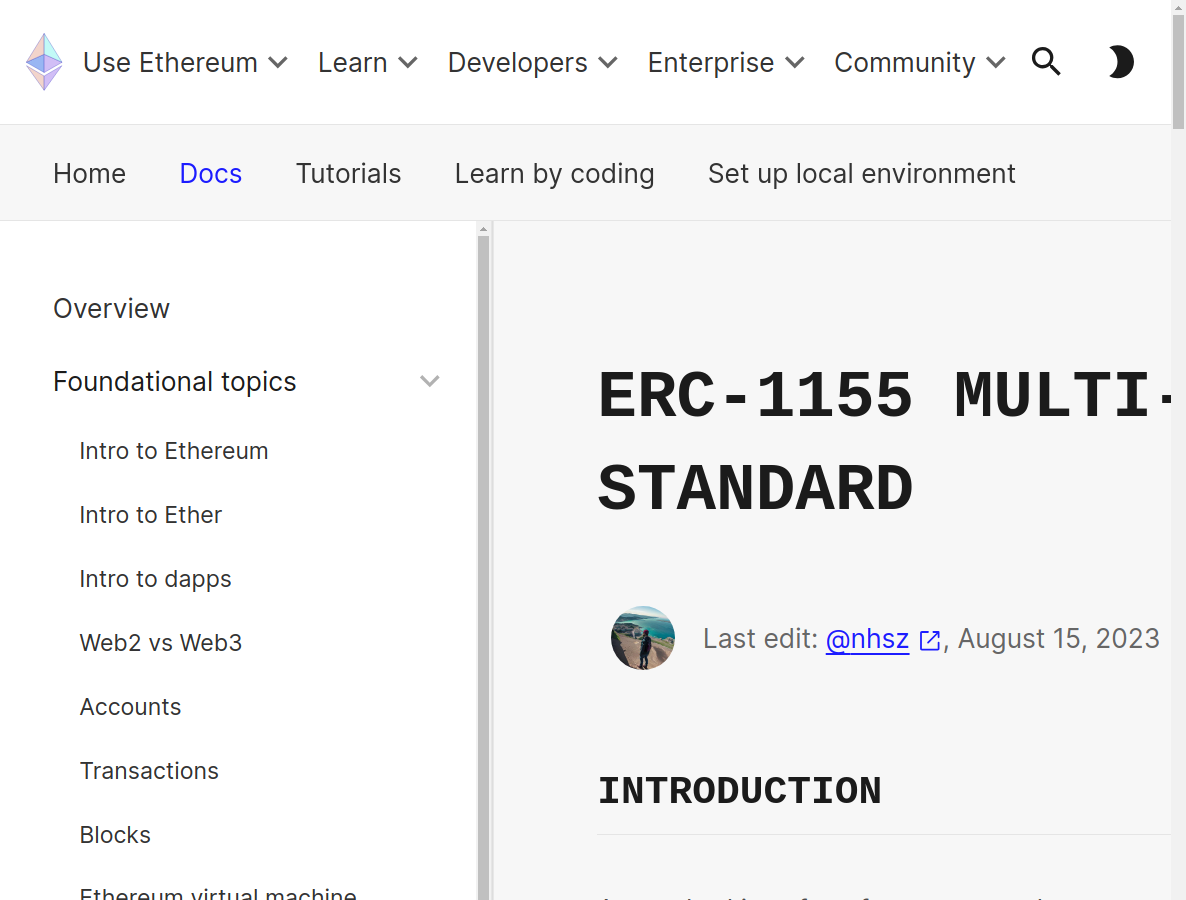 Use Ethereum Learn Developers Enterprise Community
Home Docs Tutorials Learn by coding Set up local environment
Overview
Foundational topics
Intro to Ethereum
Intro to Ether
Intro to dapps
Web2 vs Web3
Accounts
Transactions
Blocks
Ethereum virtual machine
ERC-1155 MULTI-
STANDARD
Last edit: @nhsz, August 15, 2023
INTRODUCTION